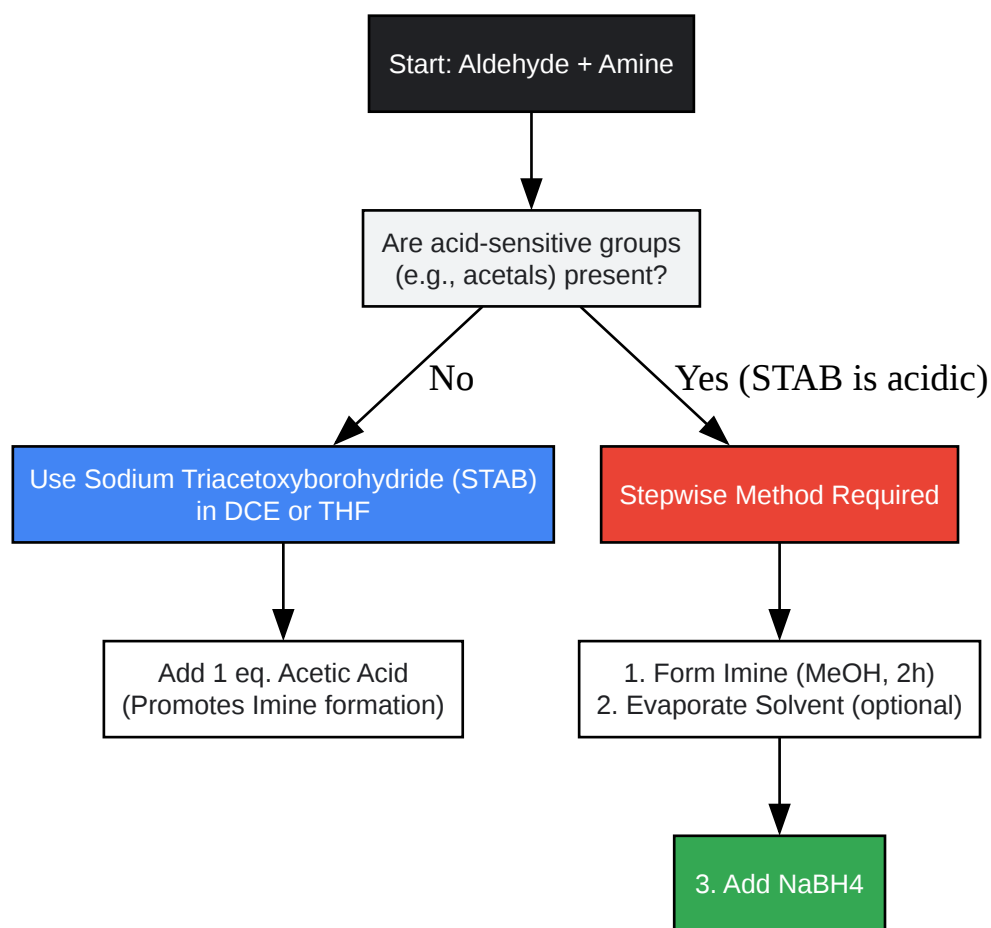 Start: Aldehyde + Amine
Are acid-sensitive groups
(e.g., acetals) present?
No
Yes (STAB is acidic)
Use Sodium Triacetoxyborohydride (STAB)
in DCE or THF
Stepwise Method Required
Add 1 eq. Acetic Acid
(Promotes Imine formation)
1. Form Imine (MeOH, 2h)
2. Evaporate Solvent (optional)
3. Add NaBH4